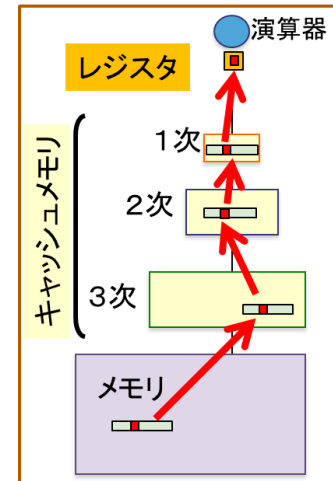 演算器
レジスタ
キャッシュメモリ
1次
2次
3次
メモリ